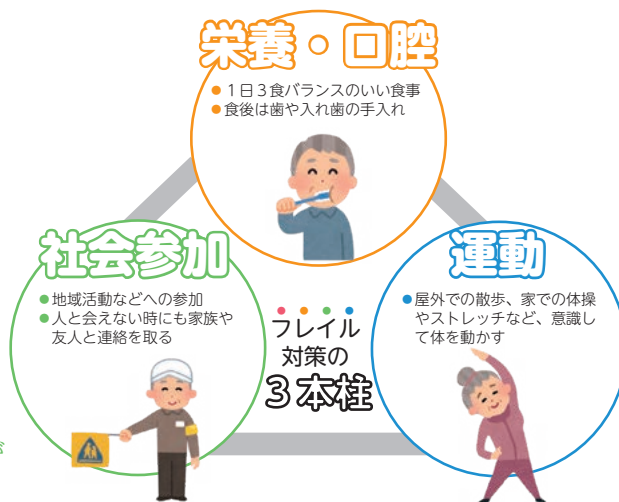 栄養・口腔
●１日３食バランスのいい食事
●食後は歯や入れ歯の手入れ
社会参加
●地域活動などへの参加
●人と会えない時にも家族や
友人と連絡を取る
運動
●屋外での散歩、家での体操
やストレッチなど、意識し
て体を動かす
フレイル
対策の
３本柱
が